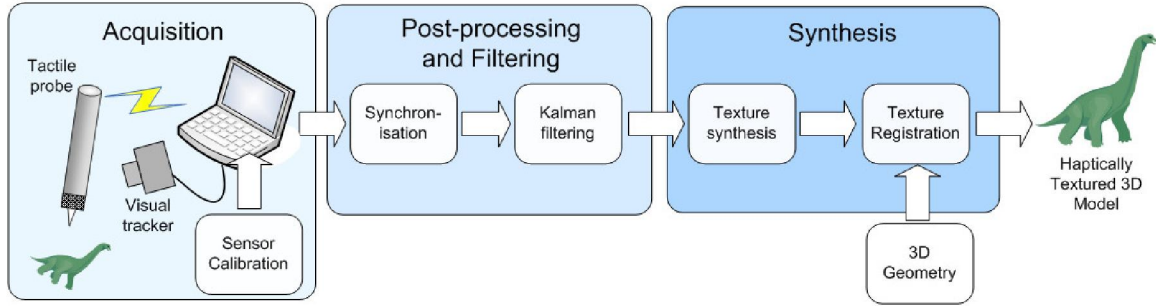 Acquisition
Tactile
probe
Visual
tracker
Sensor
Calibration
Post-processing
and Filtering
Synchron-
isation
Kalman
filtering
Synthesis
Texture
synthesis
Texture
Registration
3D
Geometry
Haptically
Textured 3D
Model